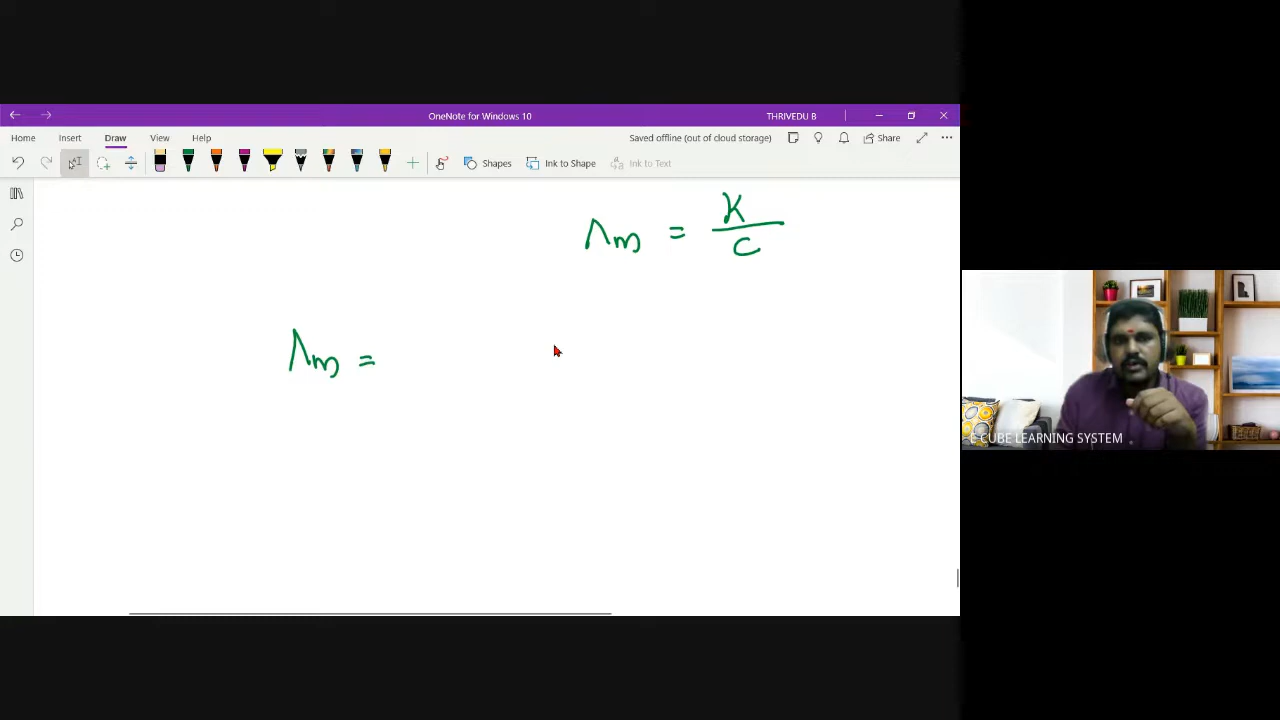 OneNote for Windows 10
THRIVEDU B
Home Insert Draw View Help
Saved offline (out of cloud storage)
Share
Shapes
Ink to Shape
Ink to Text
Λm = K/C
Λm =
C CUBE LEARNING SYSTEM